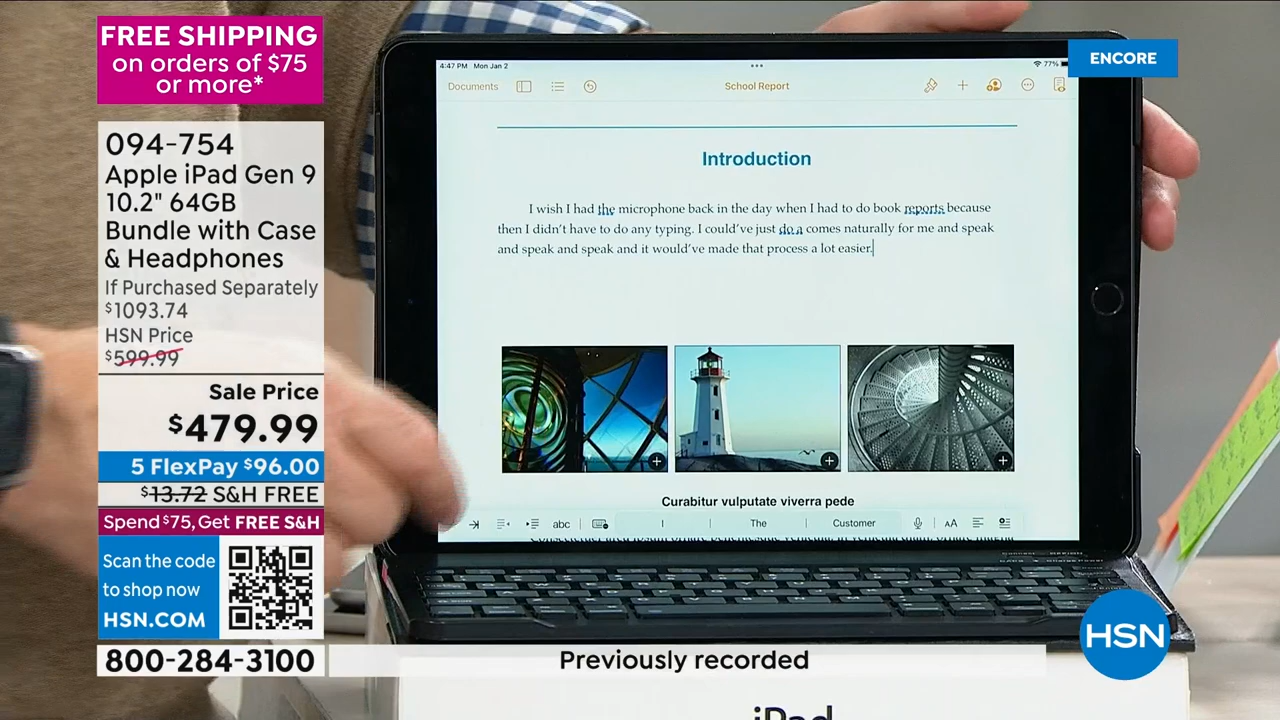 FREE SHIPPING
on orders of $75
or more*
094-754
Apple iPad Gen 9
10.2" 64GB
Bundle with Case
& Headphones
If Purchased Separately
$1093.74
HSN Price
$599.99
Sale Price
$479.99
5 FlexPay $96.00
$13.72 S&H FREE
Spend $75, Get FREE S&H
Scan the code
to shop now
HSN.COM
800-284-3100
ENCORE
4:47 PM Mon Jan 2
77%
Documents
School Report
Introduction
I wish I had the microphone back in the day when I had to do book reports because
then I didn't have to do any typing. I could've just do a comes naturally for me and speak
and speak and speak and it would've made that process a lot easier.
Curabitur vulputate viverra pede
abc
I
The
Customer
AA
HSN
Previously recorded
iPad